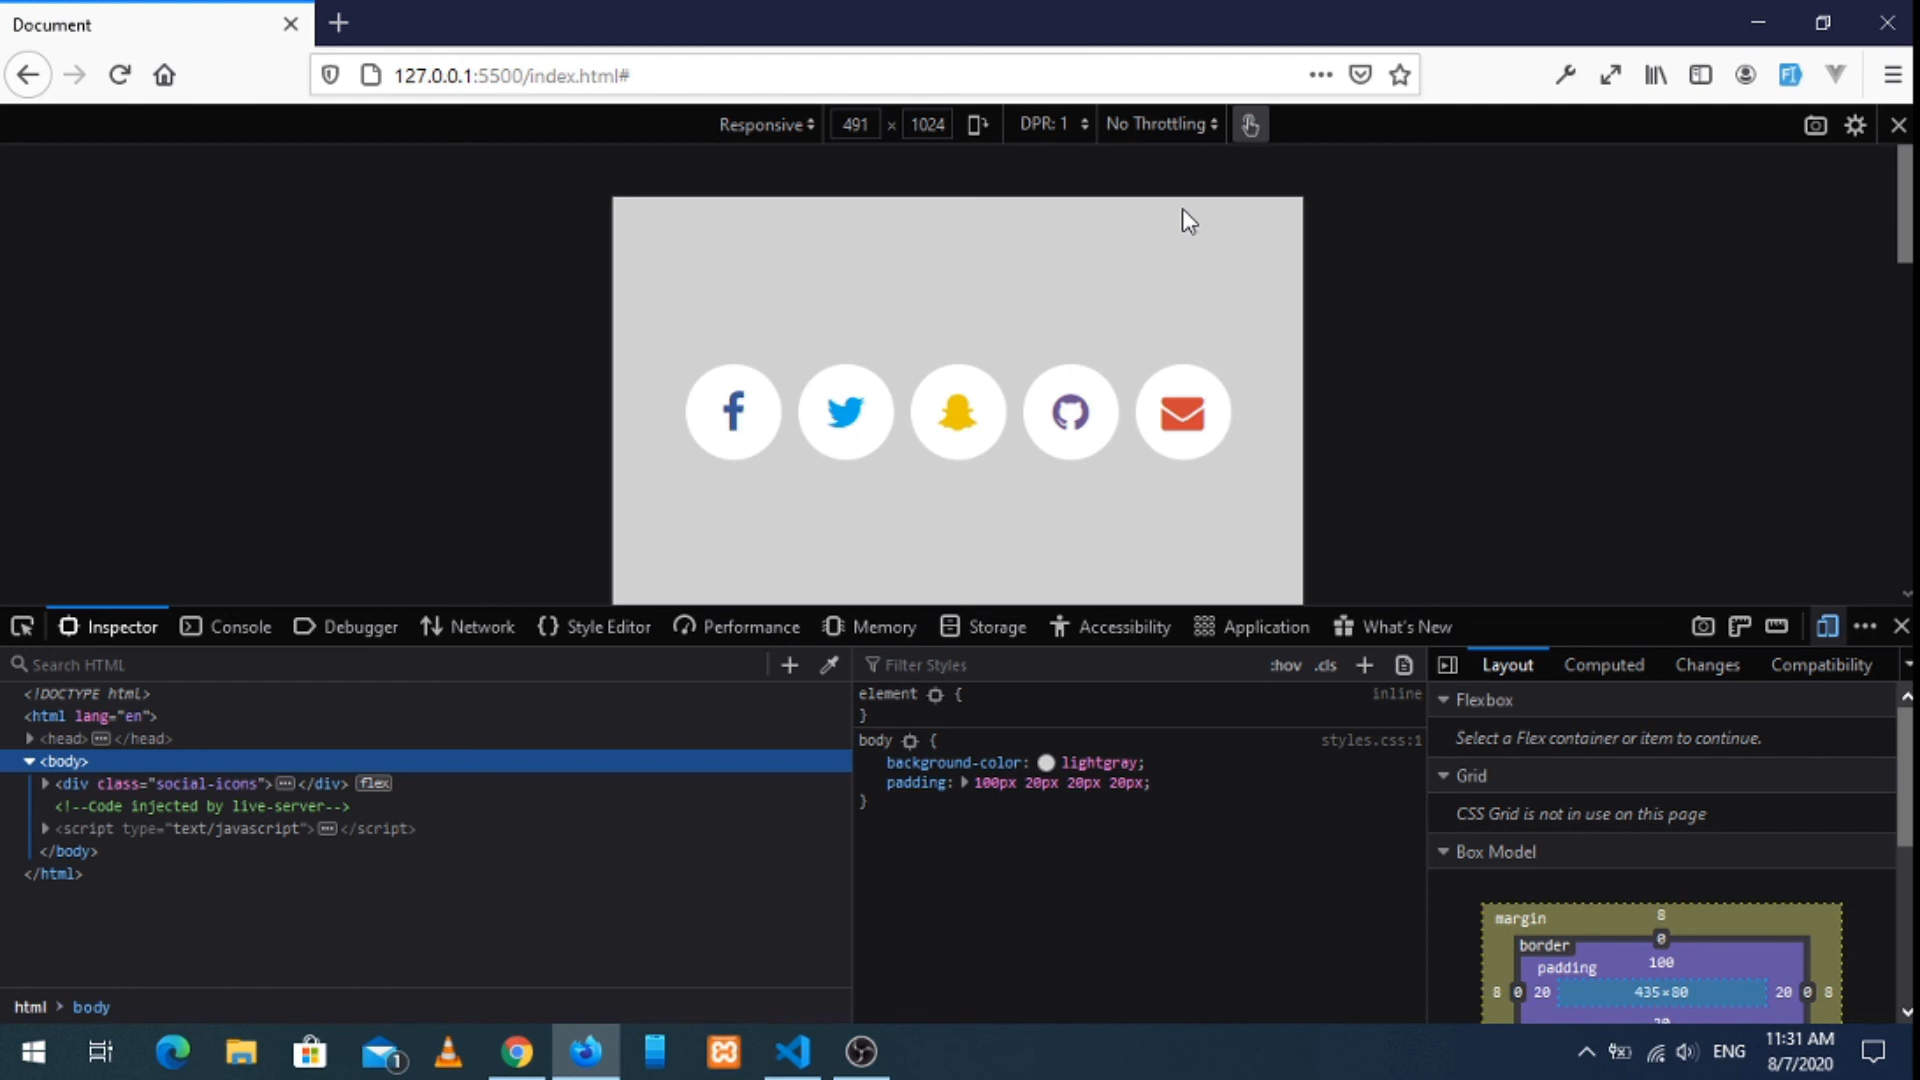 Document
127.0.0.1:5500/index.html#
Responsive 491 × 1024 DPR: 1 No Throttling
Inspector Console Debugger Network Style Editor Performance Memory Storage Accessibility Application What's New
Search HTML
Filter Styles :hov .cls
Layout Computed Changes Compatibility
<!DOCTYPE html>
<html lang="en">
<head> </head>
<body>
<div class="social-icons"> </div> flex
<!--Code injected by live-server-->
<script type="text/javascript"> </script>
</body>
</html>
html > body
element { inline
}
body { styles.css:1
background-color: lightgray;
padding: 100px 20px 20px 20px;
}
Flexbox
Select a Flex container or item to continue.
Grid
CSS Grid is not in use on this page
Box Model
margin 8
border 0
padding 100
8 0 20 435×80 20 0 8
20
1
ENG
11:31 AM
8/7/2020